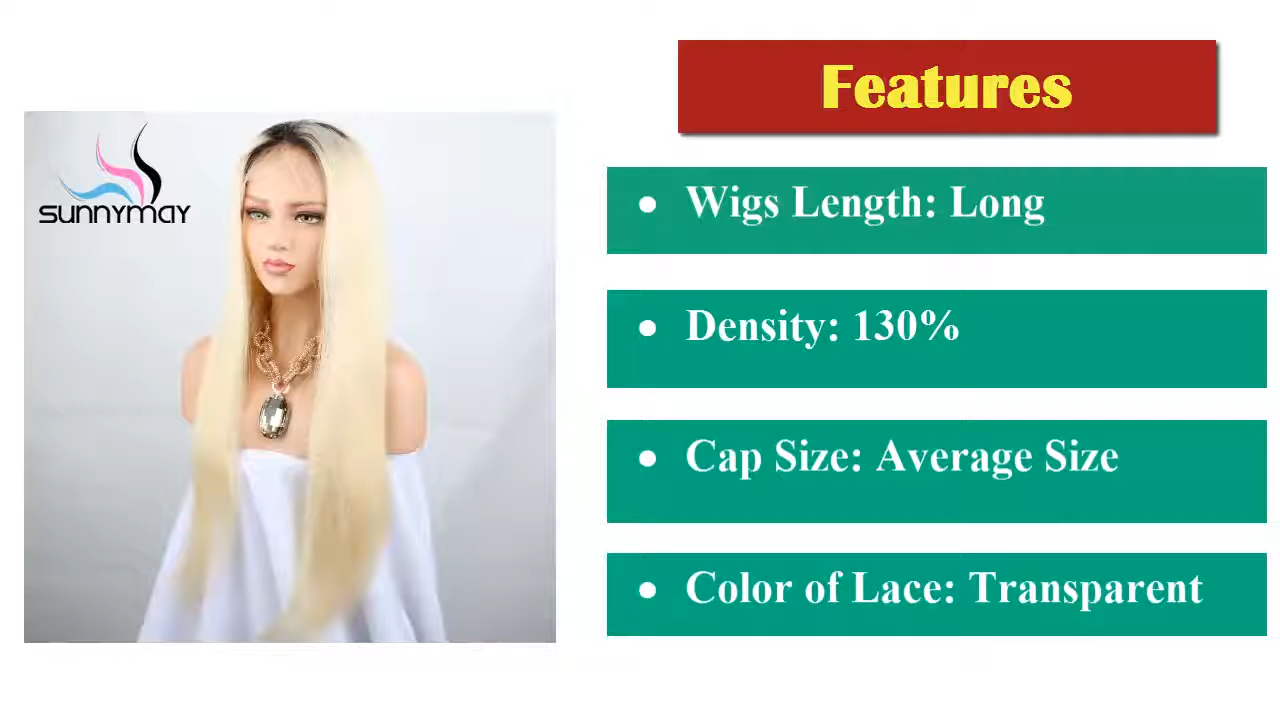 Features
sunnymay
• Wigs Length: Long
• Density: 130%
• Cap Size: Average Size
• Color of Lace: Transparent